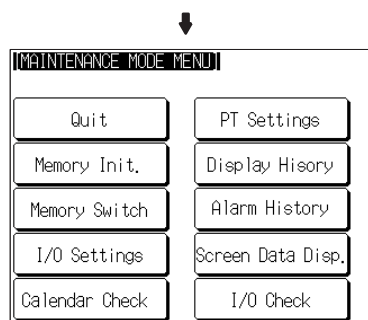 [MAINTENANCE MODE MENU]
Quit
PT Settings
Memory Init.
Display Hisory
Memory Switch
Alarm History
I/O Settings
Screen Data Disp.
Calendar Check
I/O Check